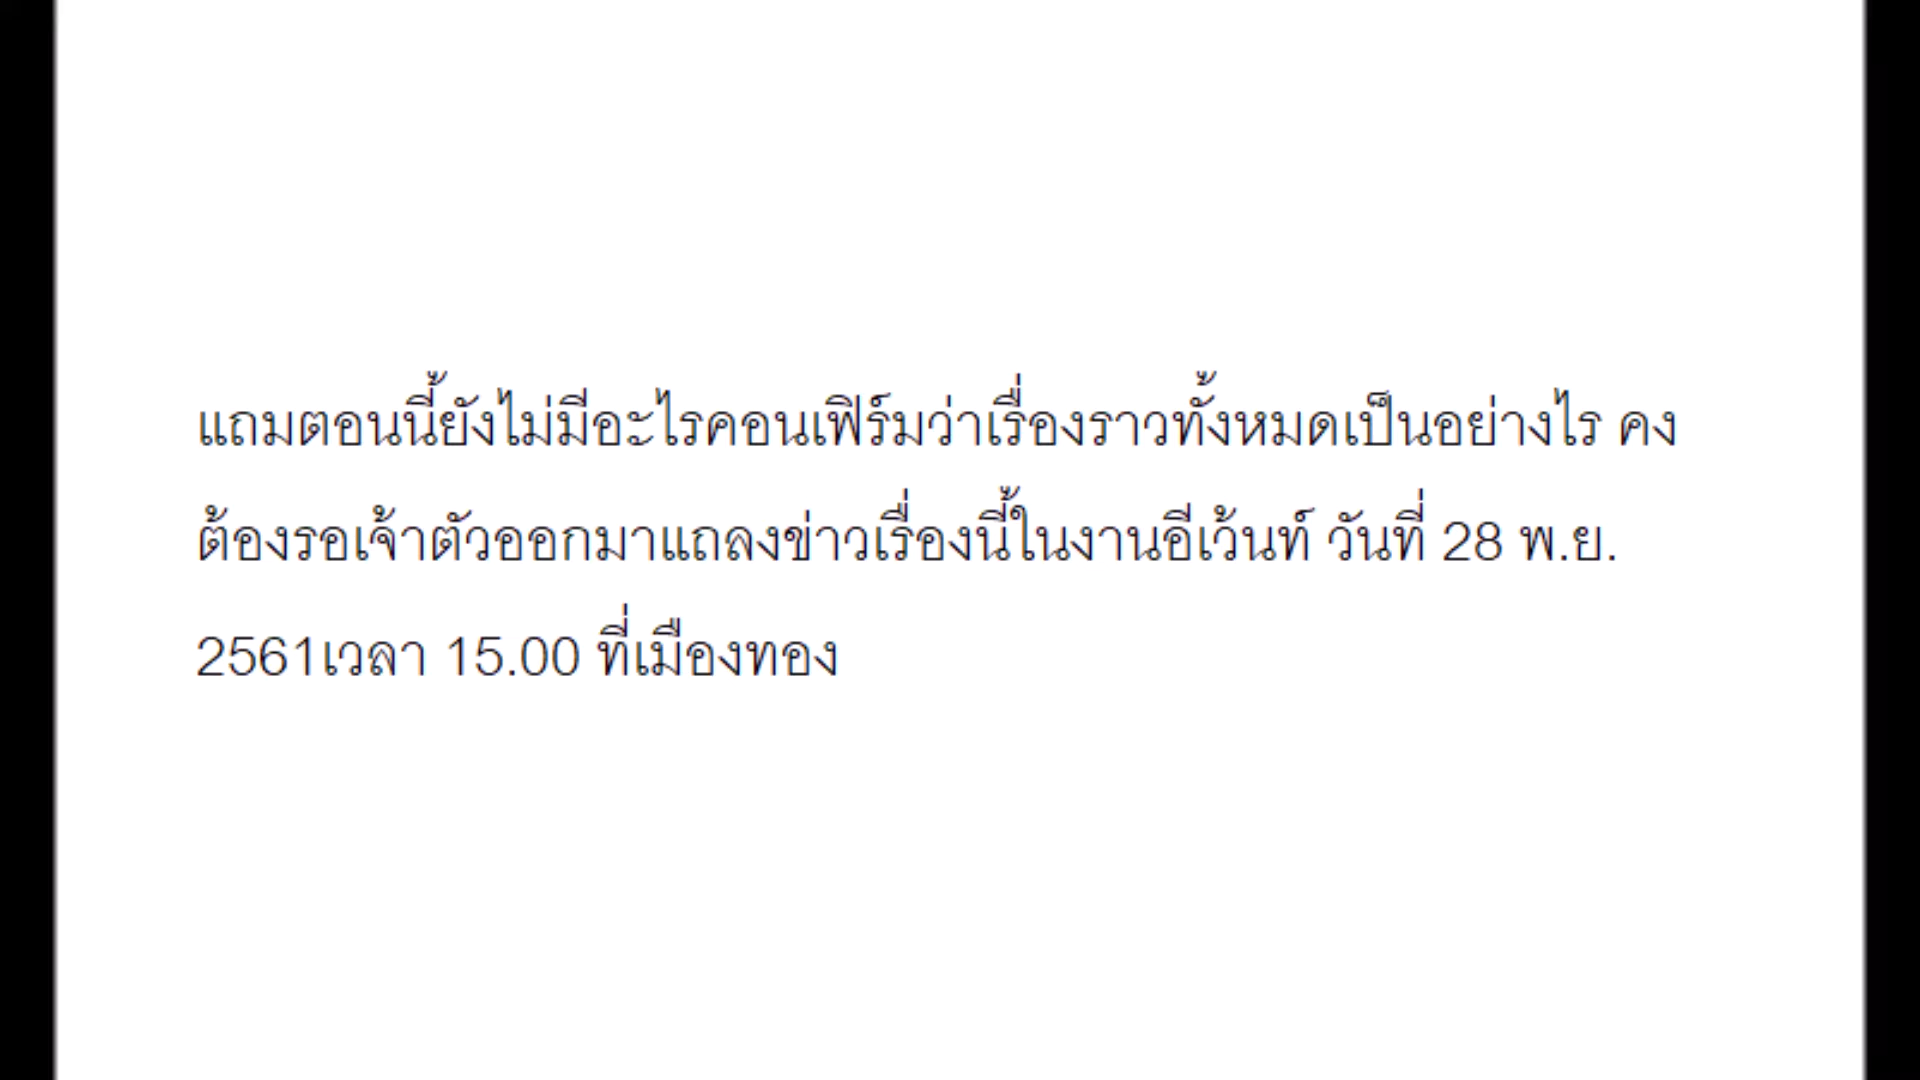 แถมตอนนี้ยังไม่มีอะไรคอนเฟิร์มว่าเรื่องราวทั้งหมดเป็นอย่างไร คง
ต้องรอเจ้าตัวออกมาแถลงข่าวเรื่องนี้ในงานอีเว้นท์ วันที่ 28 พ.ย.
2561เวลา 15.00 ที่เมืองทอง